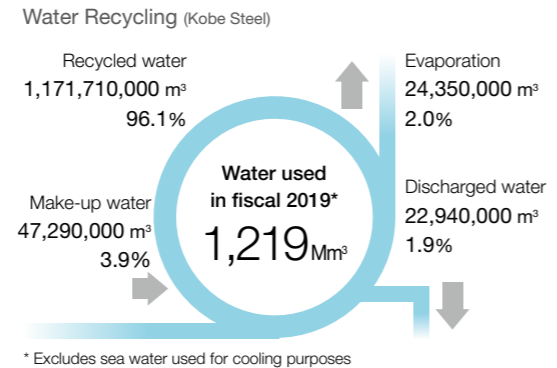 Water Recycling (Kobe Steel)
Recycled water
1,171,710,000 m³
96.1%
Evaporation
24,350,000 m³
2.0%
Water used
in fiscal 2019*
1,219 Mm³
Make-up water
47,290,000 m³
3.9%
Discharged water
22,940,000 m³
1.9%
* Excludes sea water used for cooling purposes